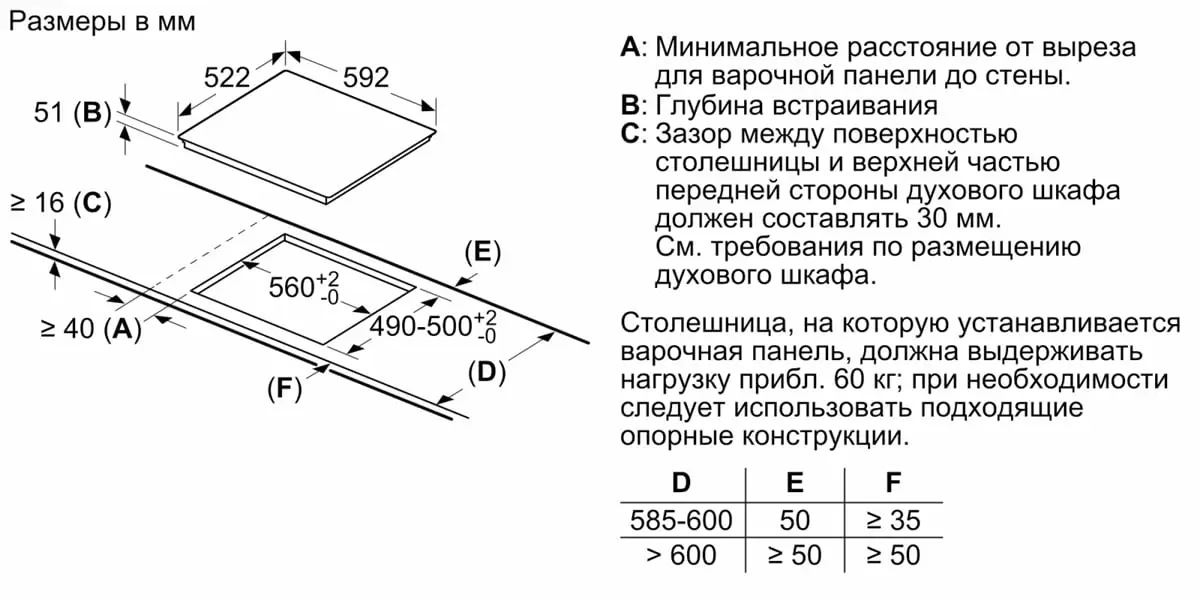 Размеры в мм
522
592
51 (B)
≥ 16 (C)
(E)
560+2-0
490-500+2-0
≥ 40 (A)
(D)
(F)
A: Минимальное расстояние от выреза
для варочной панели до стены.
B: Глубина встраивания
C: Зазор между поверхностью
столешницы и верхней частью
передней стороны духового шкафа
должен составлять 30 мм.
См. требования по размещению
духового шкафа.
Столешница, на которую устанавливается
варочная панель, должна выдерживать
нагрузку прибл. 60 кг; при необходимости
следует использовать подходящие
опорные конструкции.
D E F
585-600 50 ≥ 35
> 600 ≥ 50 ≥ 50